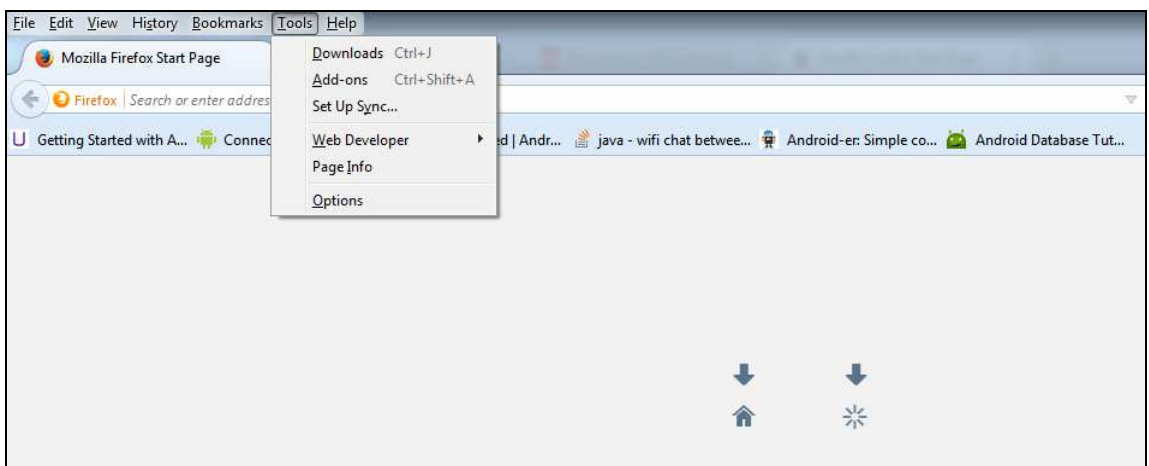 File Edit View History Bookmarks Tools Help
Mozilla Firefox Start Page
Downloads Ctrl+J
Add-ons Ctrl+Shift+A
Set Up Sync...
Web Developer
Page Info
Options
Firefox Search or enter addres
Getting Started with A... Connec ed | Andr... java - wifi chat betwee... Android-er: Simple co... Android Database Tut...